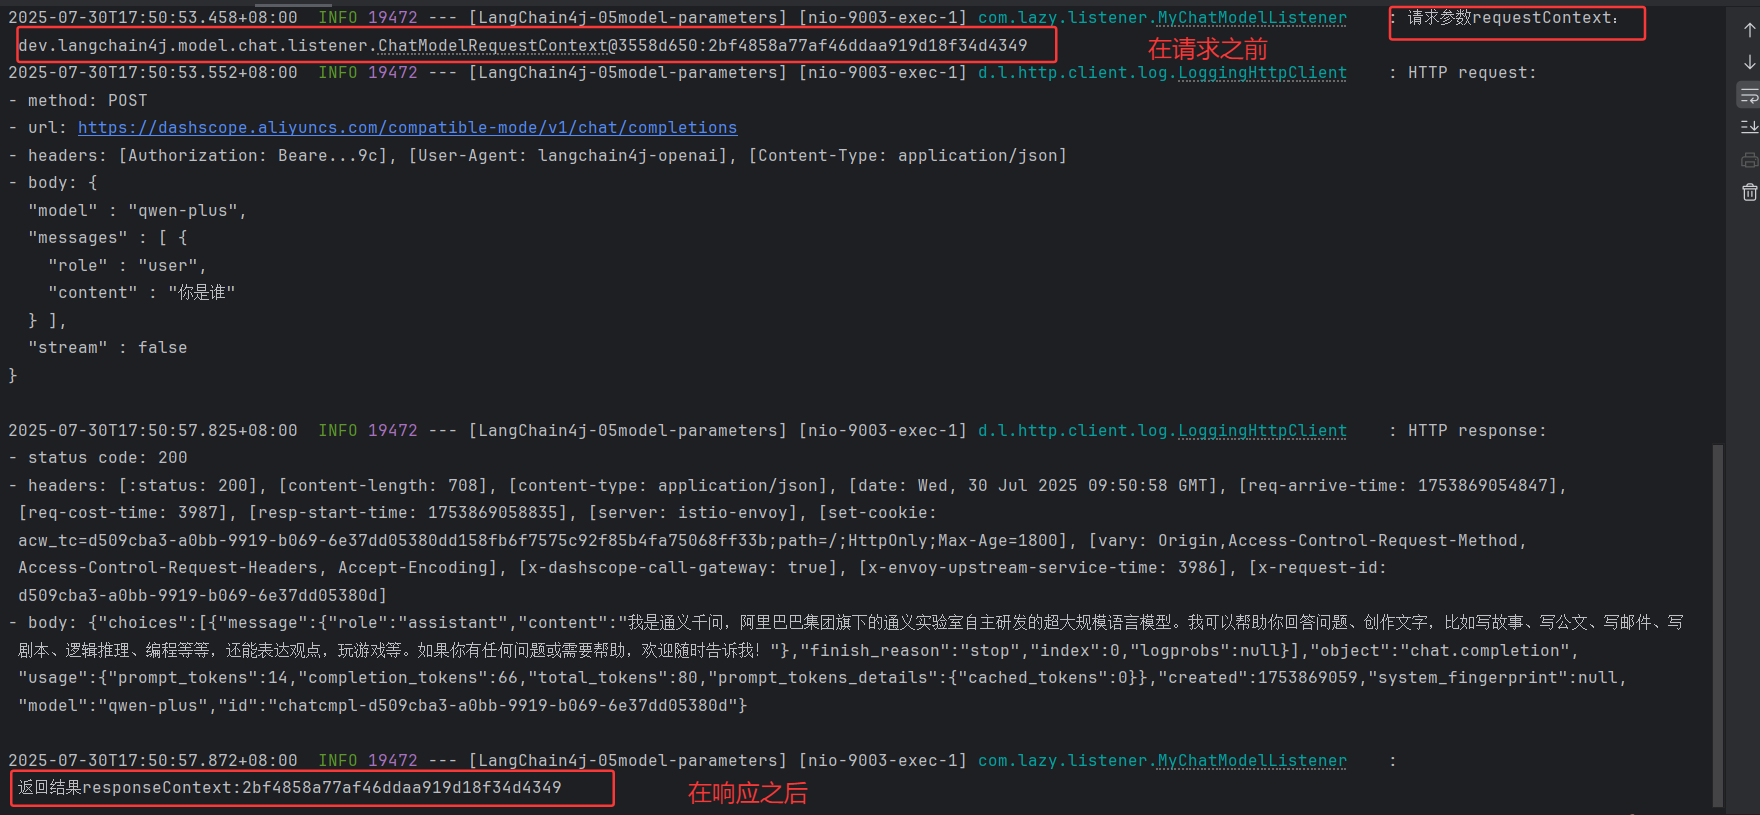 2025-07-30T17:50:53.458+08:00  INFO 19472 --- [LangChain4j-05model-parameters] [nio-9003-exec-1] com.lazy.listener.MyChatModelListener    : 请求参数requestContext:
dev.langchain4j.model.chat.listener.ChatModelRequestContext@3558d650:2bf4858a77af46ddaa919d18f34d4349
在请求之前
2025-07-30T17:50:53.552+08:00  INFO 19472 --- [LangChain4j-05model-parameters] [nio-9003-exec-1] d.l.http.client.log.LoggingHttpClient    : HTTP request:
- method: POST
- url: https://dashscope.aliyuncs.com/compatible-mode/v1/chat/completions
- headers: [Authorization: Beare...9c], [User-Agent: langchain4j-openai], [Content-Type: application/json]
- body: {
  "model" : "qwen-plus",
  "messages" : [ {
    "role" : "user",
    "content" : "你是谁"
  } ],
  "stream" : false
}
2025-07-30T17:50:57.825+08:00  INFO 19472 --- [LangChain4j-05model-parameters] [nio-9003-exec-1] d.l.http.client.log.LoggingHttpClient    : HTTP response:
- status code: 200
- headers: [:status: 200], [content-length: 708], [content-type: application/json], [date: Wed, 30 Jul 2025 09:50:58 GMT], [req-arrive-time: 1753869054847],
[req-cost-time: 3987], [resp-start-time: 1753869058835], [server: istio-envoy], [set-cookie:
acw_tc=d509cba3-a0bb-9919-b069-6e37dd05380dd158fb6f7575c92f85b4fa75068ff33b;path=/;HttpOnly;Max-Age=1800], [vary: Origin,Access-Control-Request-Method,
Access-Control-Request-Headers, Accept-Encoding], [x-dashscope-call-gateway: true], [x-envoy-upstream-service-time: 3986], [x-request-id:
d509cba3-a0bb-9919-b069-6e37dd05380d]
- body: {"choices":[{"message":{"role":"assistant","content":"我是通义千问，阿里巴巴集团旗下的通义实验室自主研发的超大规模语言模型。我可以帮助你回答问题、创作文字，比如写故事、写公文、写邮件、写
剧本、逻辑推理、编程等等，还能表达观点，玩游戏等。如果你有任何问题或需要帮助，欢迎随时告诉我！"},"finish_reason":"stop","index":0,"logprobs":null}],"object":"chat.completion",
"usage":{"prompt_tokens":14,"completion_tokens":66,"total_tokens":80,"prompt_tokens_details":{"cached_tokens":0}},"created":1753869059,"system_fingerprint":null,
"model":"qwen-plus","id":"chatcmpl-d509cba3-a0bb-9919-b069-6e37dd05380d"}
2025-07-30T17:50:57.872+08:00  INFO 19472 --- [LangChain4j-05model-parameters] [nio-9003-exec-1] com.lazy.listener.MyChatModelListener    :
返回结果responseContext:2bf4858a77af46ddaa919d18f34d4349
在响应之后